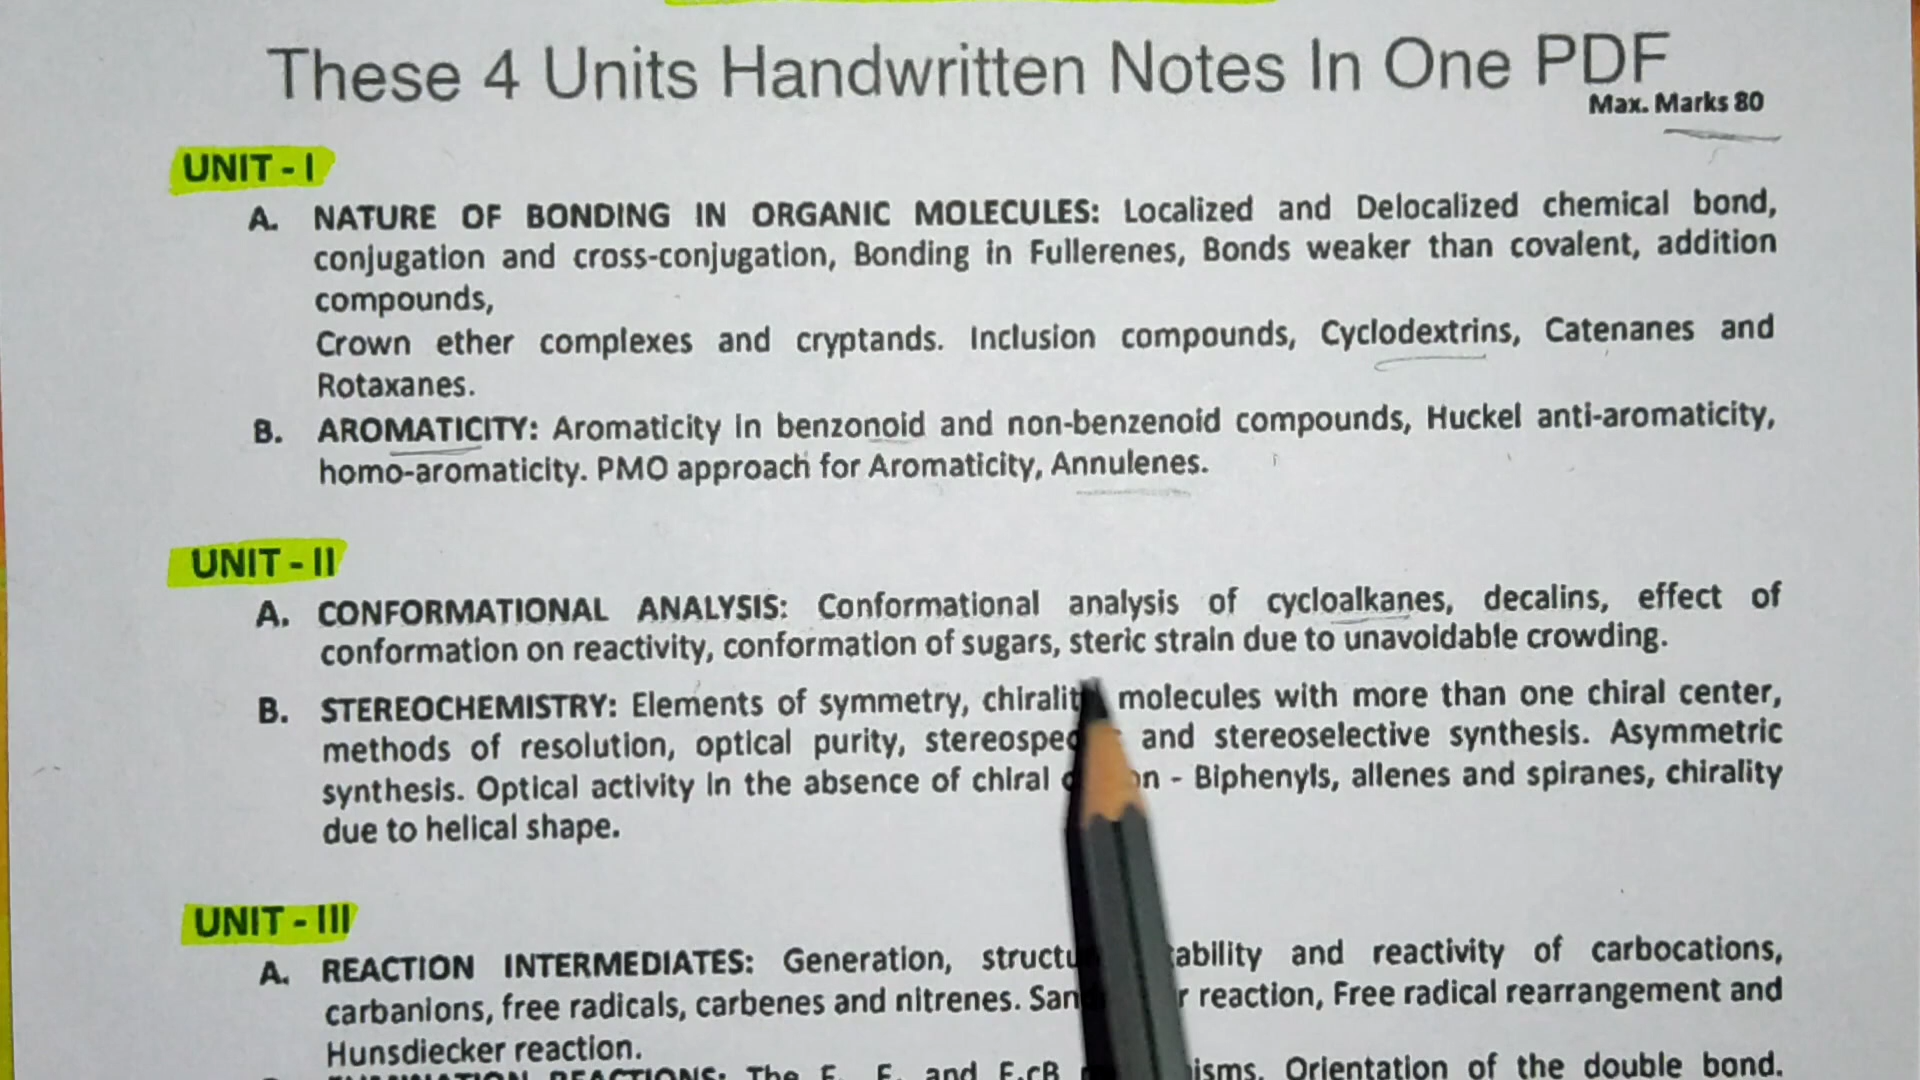 These 4 Units Handwritten Notes In One PDF
Max. Marks 80
UNIT - I
A. NATURE OF BONDING IN ORGANIC MOLECULES: Localized and Delocalized chemical bond,
conjugation and cross-conjugation, Bonding in Fullerenes, Bonds weaker than covalent, addition
compounds,
Crown ether complexes and cryptands. Inclusion compounds, Cyclodextrins, Catenanes and
Rotaxanes.
B. AROMATICITY: Aromaticity in benzonoid and non-benzenoid compounds, Huckel anti-aromaticity,
homo-aromaticity. PMO approach for Aromaticity, Annulenes.
UNIT - II
A. CONFORMATIONAL ANALYSIS: Conformational analysis of cycloalkanes, decalins, effect of
conformation on reactivity, conformation of sugars, steric strain due to unavoidable crowding.
B. STEREOCHEMISTRY: Elements of symmetry, molecules with more than one chiral center,
methods of resolution, optical purity, and stereoselective synthesis. Asymmetric
synthesis. Optical activity in the absence of chiral - Biphenyls, allenes and spiranes, chirality
due to helical shape.
UNIT - III
A. REACTION INTERMEDIATES: Generation, and reactivity of carbocations,
carbanions, free radicals, carbenes and nitrenes. reaction, Free radical rearrangement and
Hunsdiecker reaction.
REACTIONS: The and Orientation of the double bond.